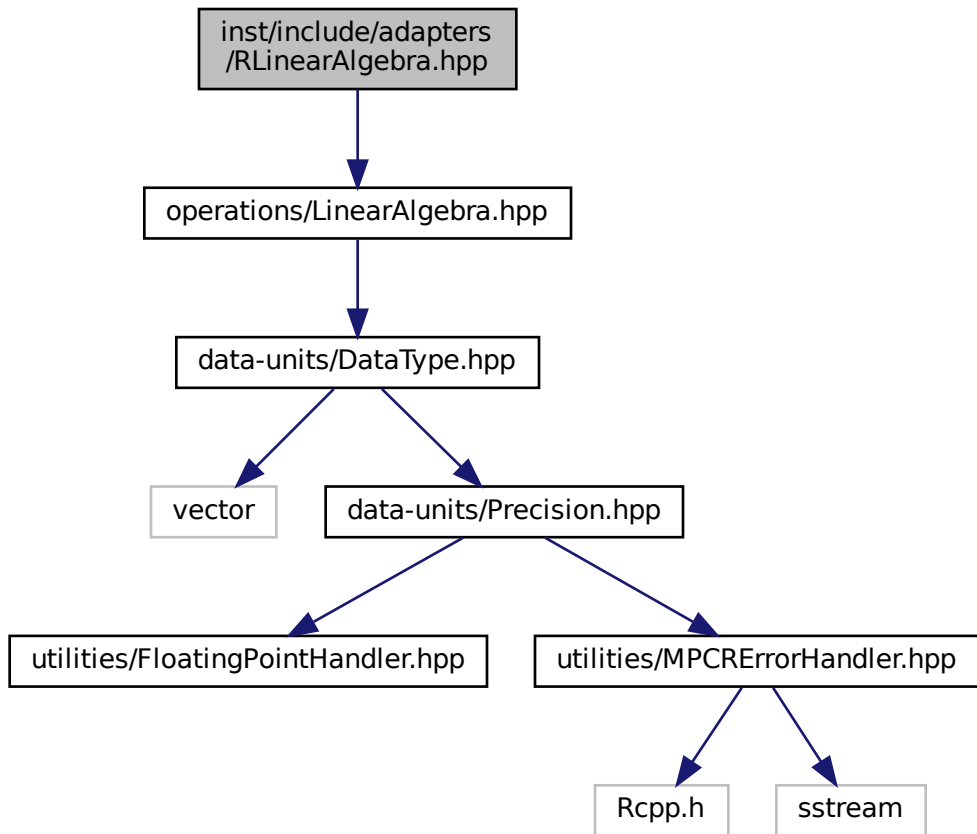 inst/include/adapters
/RLinearAlgebra.hpp
operations/LinearAlgebra.hpp
data-units/DataType.hpp
vector
data-units/Precision.hpp
utilities/FloatingPointHandler.hpp
utilities/MPCRErrorHandler.hpp
Rcpp.h
sstream